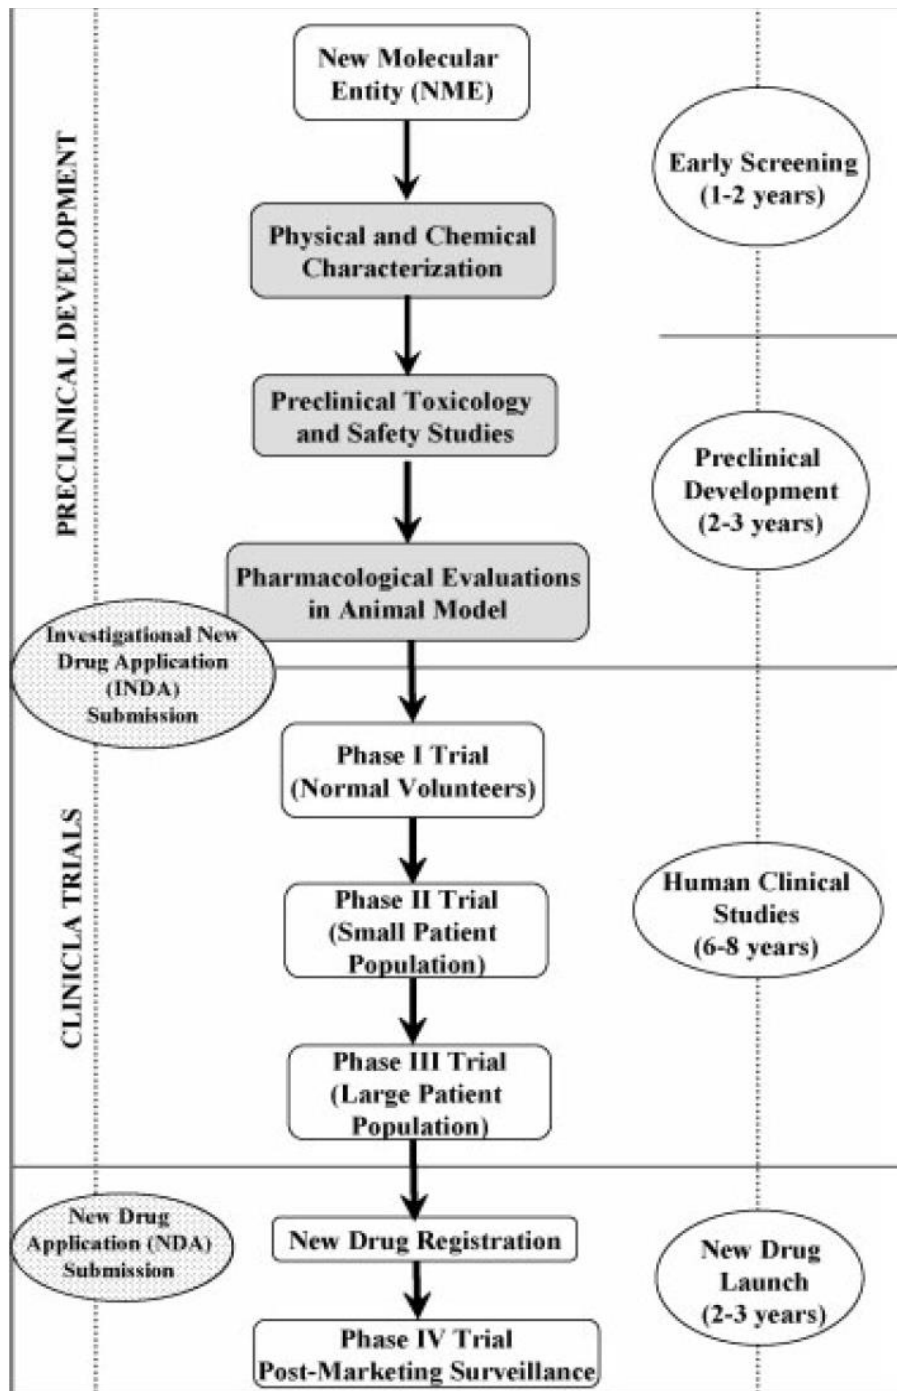 New Molecular
Entity (NME)
Early Screening
(1-2 years)
PRECLINICAL DEVELOPMENT
Physical and Chemical
Characterization
Preclinical Toxicology
and Safety Studies
Preclinical
Development
(2-3 years)
Pharmacological Evaluations
in Animal Model
Investigational New
Drug Application
(INDA)
Submission
Phase I Trial
(Normal Volunteers)
CLINICLA TRIALS
Phase II Trial
(Small Patient
Population)
Human Clinical
Studies
(6-8 years)
Phase III Trial
(Large Patient
Population)
New Drug
Application (NDA)
Submission
New Drug Registration
New Drug
Launch
(2-3 years)
Phase IV Trial
Post-Marketing Surveillance